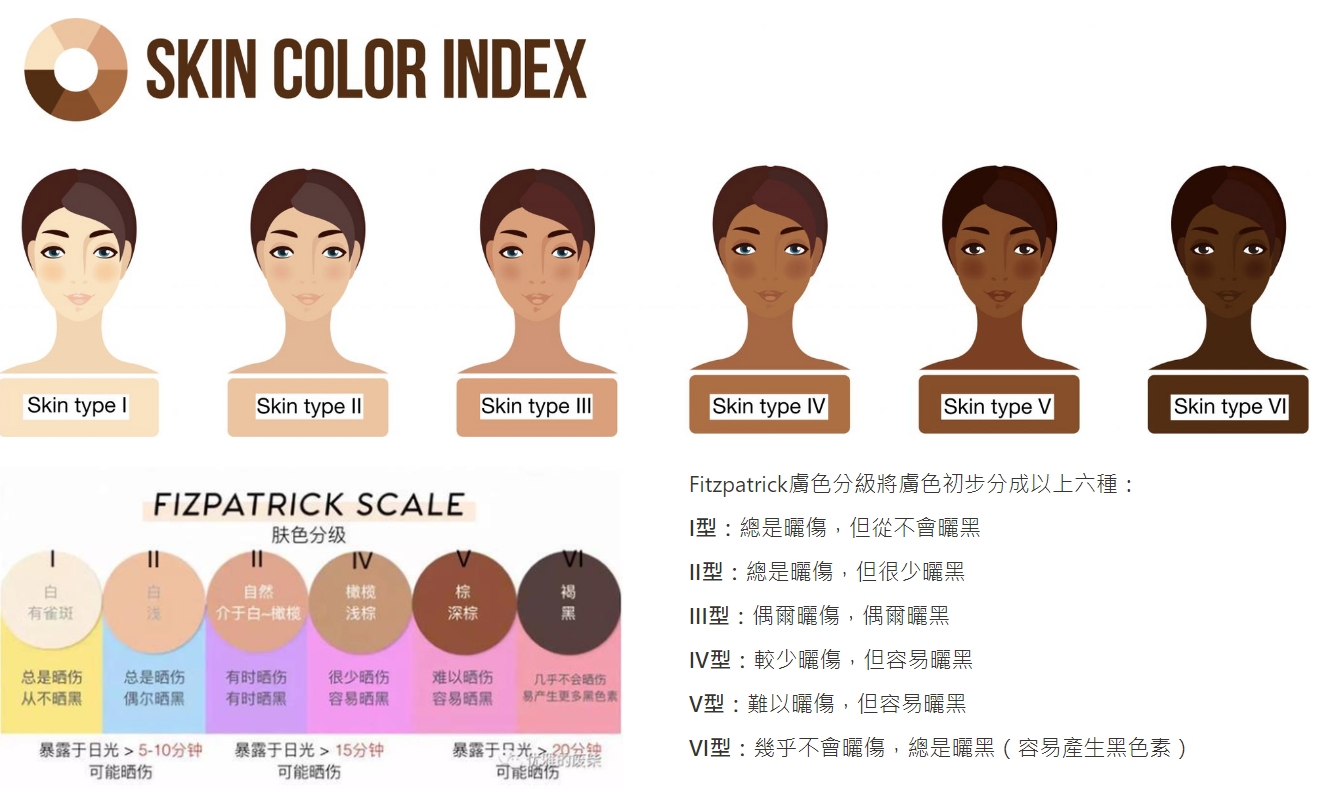 SKIN COLOR INDEX
Skin type I
Skin type II
Skin type III
Skin type IV
Skin type V
Skin type VI
FIZPATRICK SCALE
肤色分级
I
白
有雀斑
总是晒伤
从不晒黑
II
白
浅
总是晒伤
偶尔晒黑
II
自然
介于白~橄榄
有时晒伤
有时晒黑
IV
橄榄
浅棕
很少晒伤
容易晒黑
V
棕
深棕
难以晒伤
容易晒黑
VI
褐
黑
几乎不会晒伤
易产生更多黑色素
暴露于日光 > 5-10分钟
可能晒伤
暴露于日光 > 15分钟
可能晒伤
暴露于日光 > 20分钟
可能晒伤
Fitzpatrick膚色分級將膚色初步分成以上六種：
I型：總是曬傷，但從不會曬黑
II型：總是曬傷，但很少曬黑
III型：偶爾曬傷，偶爾曬黑
IV型：較少曬傷，但容易曬黑
V型：難以曬傷，但容易曬黑
VI型：幾乎不會曬傷，總是曬黑（容易產生黑色素）